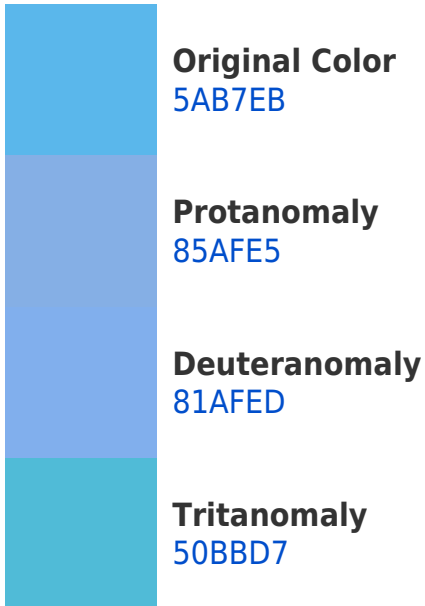 Original Color
5AB7EB
Protanomaly
85AFE5
Deuteranomaly
81AFED
Tritanomaly
50BBD7